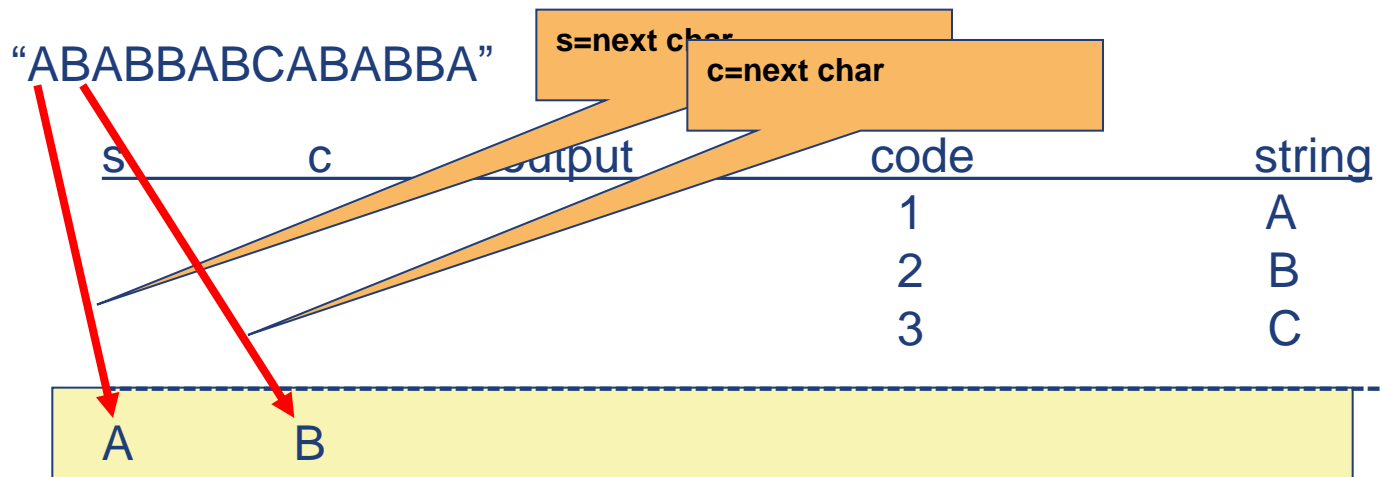 s=next char
“ABABBABCABABBA”
c=next char
s c output code string
1 A
2 B
3 C
A B